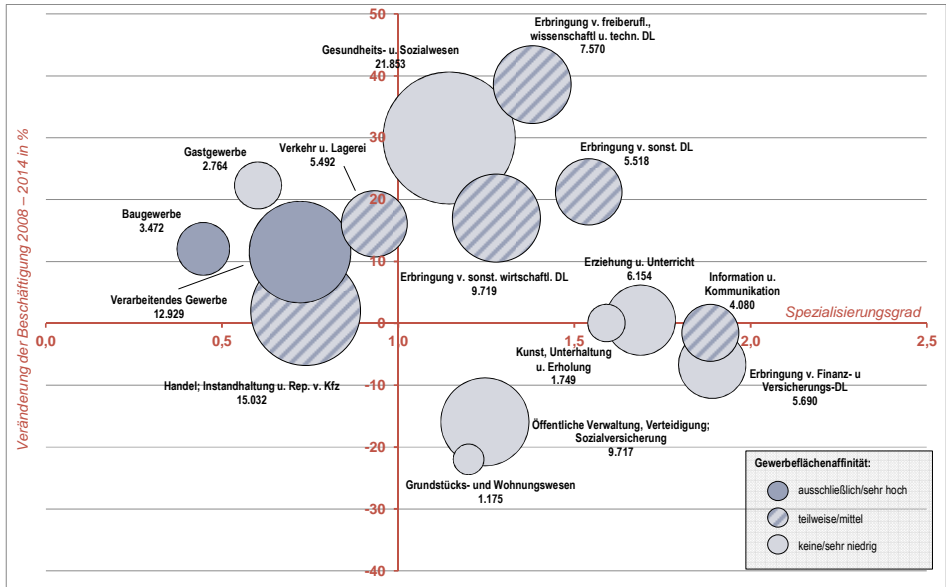 Erbringung v. freiberufl.,
wissenschaftl u. techn. DL
7.570
Gesundheits- u. Sozialwesen
21.853
Gastgewerbe
2.764
Verkehr u. Lagerei
5.492
Erbringung v. sonst. DL
5.518
Baugewerbe
3.472
Verarbeitendes Gewerbe
12.929
Erbringung v. sonst. wirtschaftl. DL
9.719
Erziehung u. Unterricht
6.154
Information u.
Kommunikation
4.080
Handel; Instandhaltung u. Rep. v. Kfz
15.032
Kunst, Unterhaltung
u. Erholung
1.749
Erbringung v. Finanz- u
Versicherungs-DL
5.690
Öffentliche Verwaltung, Verteidigung;
Sozialversicherung
9.717
Grundstücks- und Wohnungswesen
1.175
Veränderung der Beschäftigung 2008 – 2014 in %
50
40
30
20
10
0
-10
-20
-30
-40
Spezialisierungsgrad
0,0
0,5
1,0
1,5
2,0
2,5
Gewerbeflächenaffinität:
ausschließlich/sehr hoch
teilweise/mittel
keine/sehr niedrig